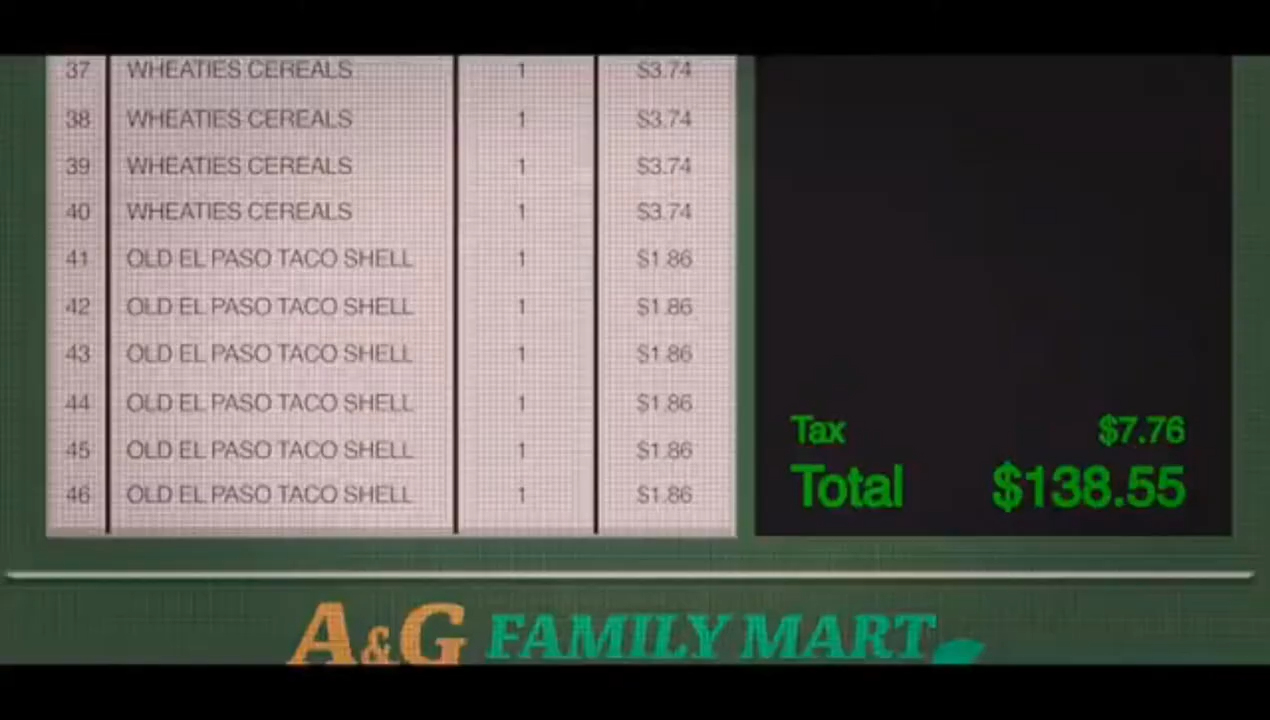 37 WHEATIES CEREALS 1 $3.74
38 WHEATIES CEREALS 1 $3.74
39 WHEATIES CEREALS 1 $3.74
40 WHEATIES CEREALS 1 $3.74
41 OLD EL PASO TACO SHELL 1 $1.86
42 OLD EL PASO TACO SHELL 1 $1.86
43 OLD EL PASO TACO SHELL 1 $1.86
44 OLD EL PASO TACO SHELL 1 $1.86
45 OLD EL PASO TACO SHELL 1 $1.86
46 OLD EL PASO TACO SHELL 1 $1.86
Tax $7.76
Total $138.55
A&G FAMILY MART